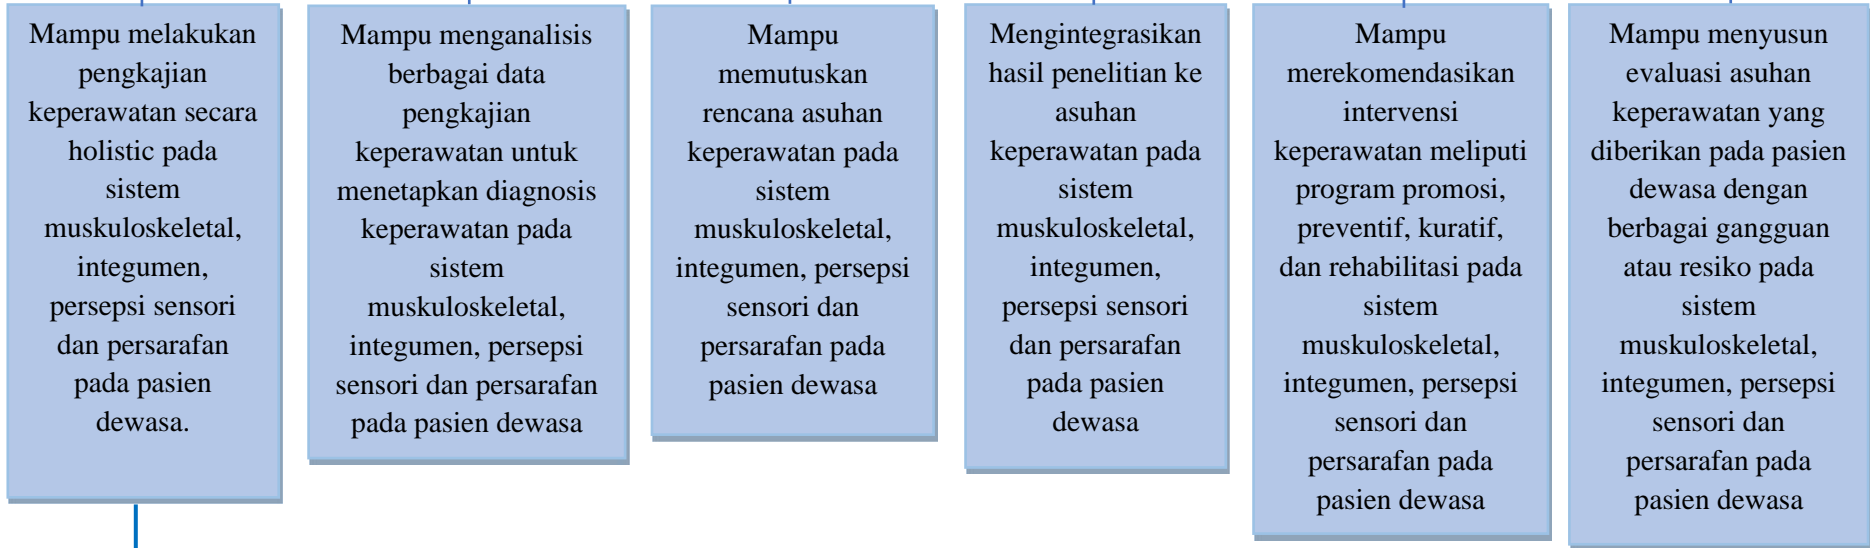 Mampu melakukan
pengkajian
keperawatan secara
holistic pada
sistem
muskuloskeletal,
integumen,
persepsi sensori
dan persarafan
pada pasien
dewasa.
Mampu menganalisis
berbagai data
pengkajian
keperawatan untuk
menetapkan diagnosis
keperawatan pada
sistem
muskuloskeletal,
integumen, persepsi
sensori dan persarafan
pada pasien dewasa
Mampu
memutuskan
rencana asuhan
keperawatan pada
sistem
muskuloskeletal,
integumen, persepsi
sensori dan
persarafan pada
pasien dewasa
Mengintegrasikan
hasil penelitian ke
asuhan
keperawatan pada
sistem
muskuloskeletal,
integumen,
persepsi sensori
dan persarafan
pada pasien
dewasa
Mampu
merekomendasikan
intervensi
keperawatan meliputi
program promosi,
preventif, kuratif,
dan rehabilitasi pada
sistem
muskuloskeletal,
integumen, persepsi
sensori dan
persarafan pada
pasien dewasa
Mampu menyusun
evaluasi asuhan
keperawatan yang
diberikan pada pasien
dewasa dengan
berbagai gangguan
atau resiko pada
sistem
muskuloskeletal,
integumen, persepsi
sensori dan
persarafan pada
pasien dewasa